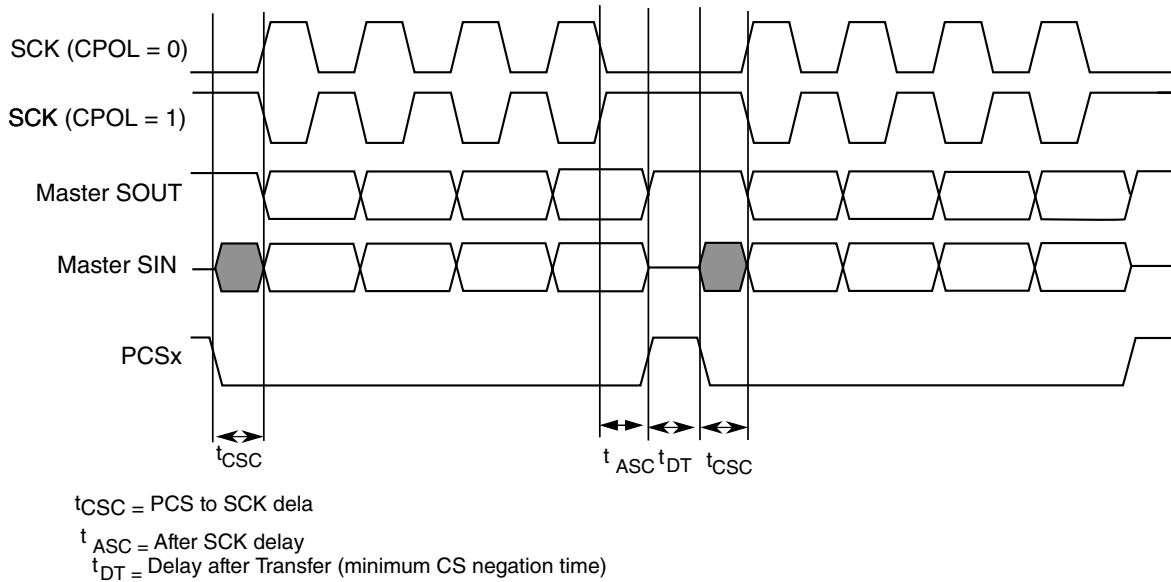 SCK (CPOL = 0)
SCK (CPOL = 1)
Master SOUT
Master SIN
PCSx
tCSC
t ASC
tDT
tCSC
tCSC = PCS to SCK dela
t ASC = After SCK delay
tDT = Delay after Transfer (minimum CS negation time)